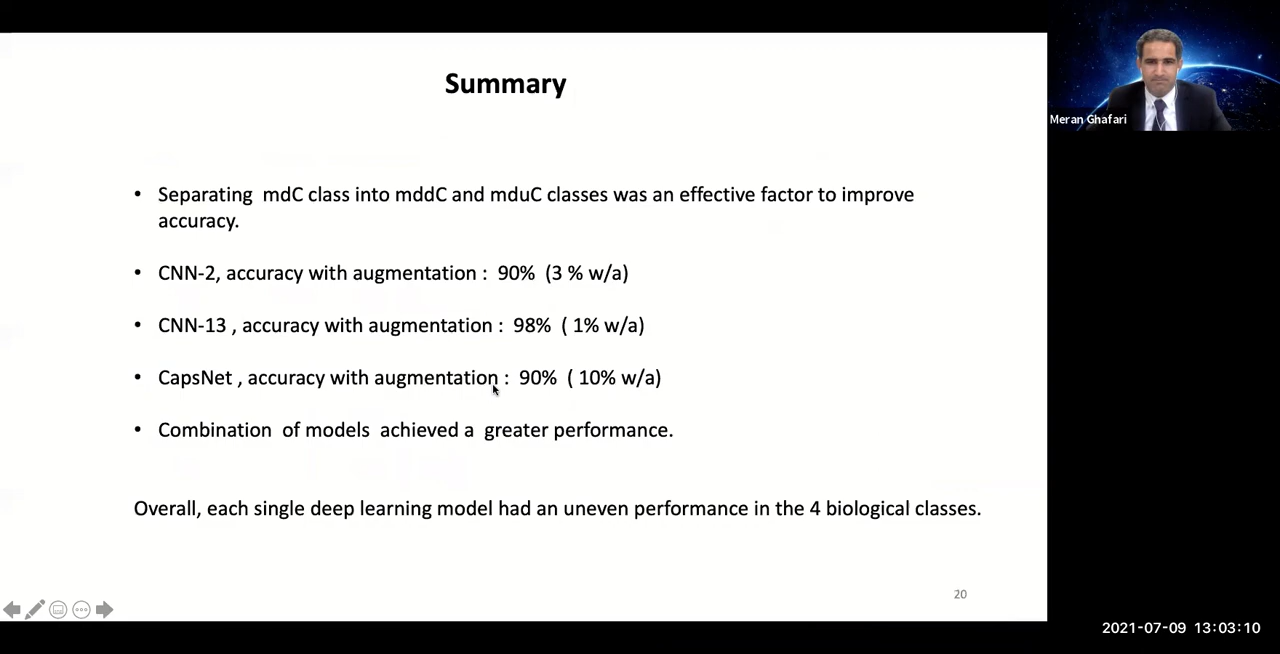 Summary
Meran Ghafari
• Separating mdC class into mddC and mduC classes was an effective factor to improve
accuracy.
• CNN-2, accuracy with augmentation : 90% (3 % w/a)
• CNN-13 , accuracy with augmentation : 98% ( 1% w/a)
• CapsNet , accuracy with augmentation : 90% ( 10% w/a)
• Combination of models achieved a greater performance.
Overall, each single deep learning model had an uneven performance in the 4 biological classes.
20
2021-07-09 13:03:10